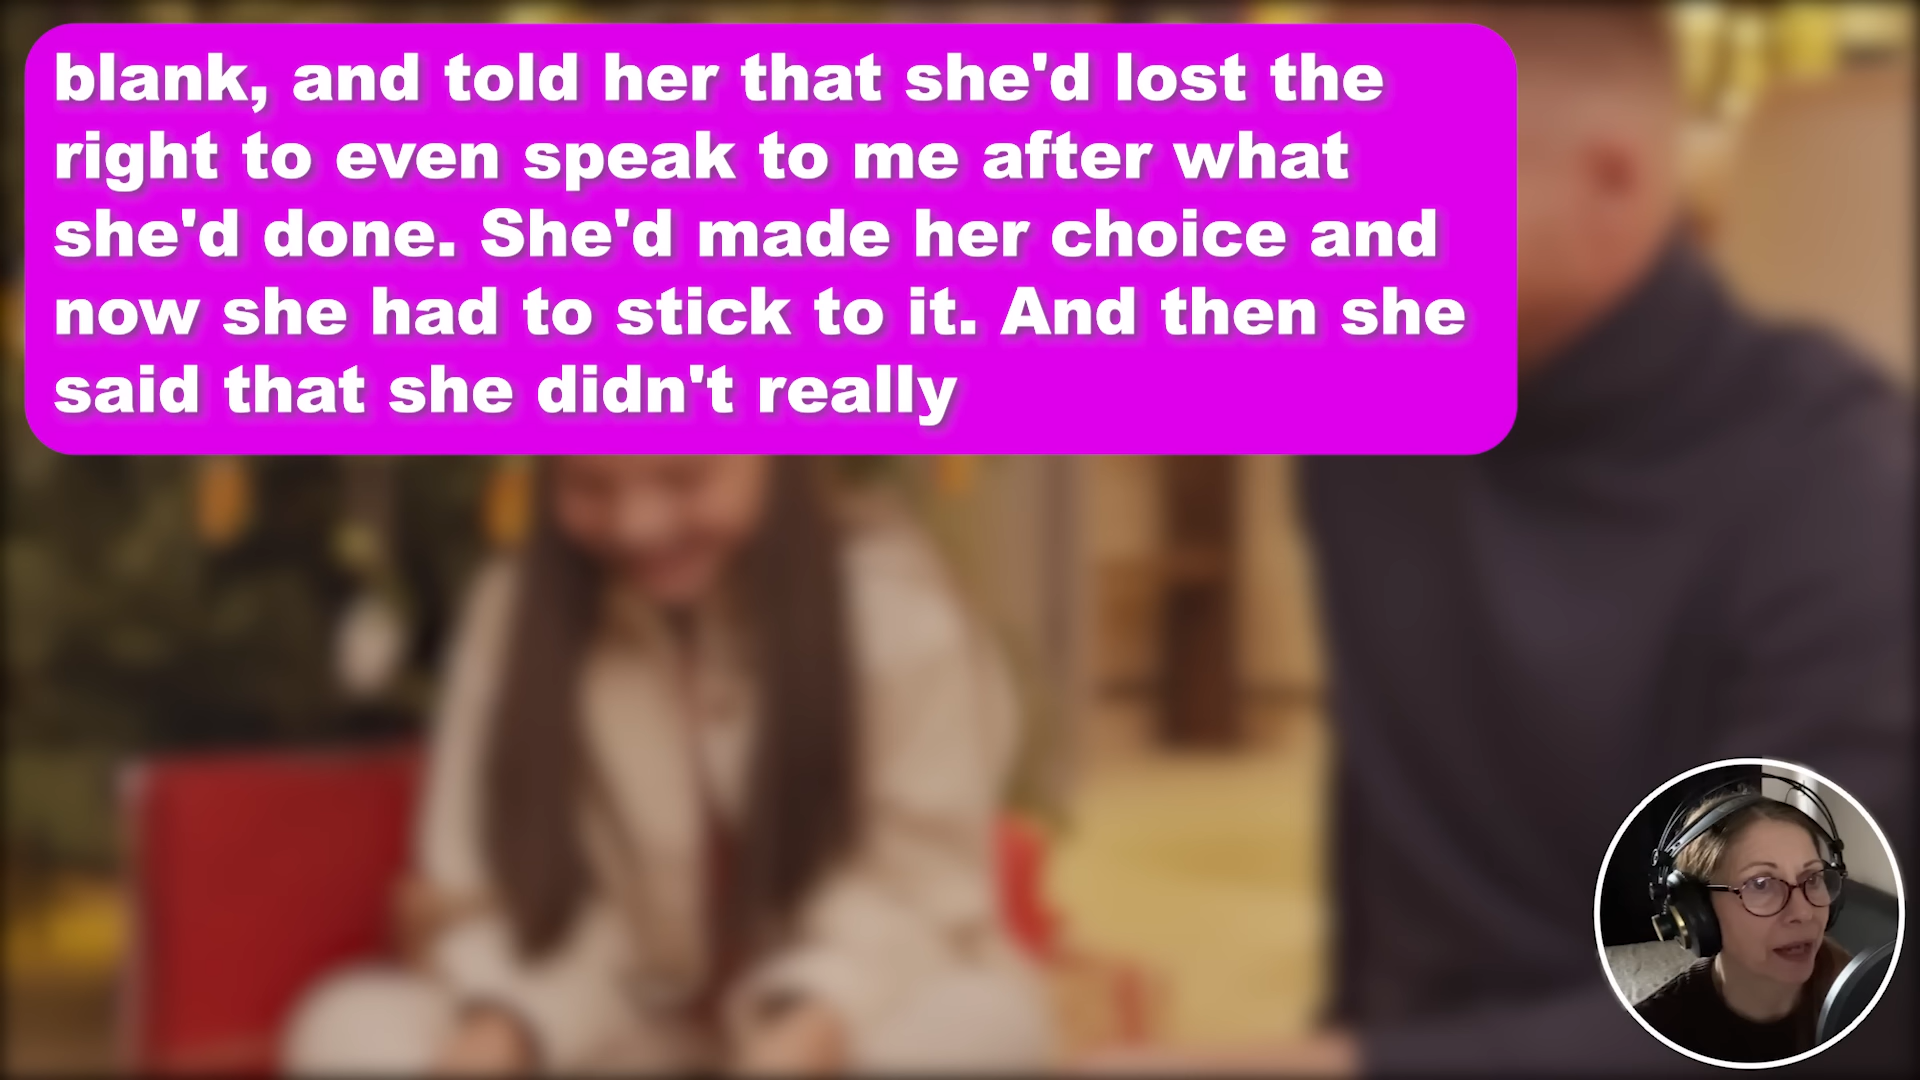 blank, and told her that she'd lost the
right to even speak to me after what
she'd done. She'd made her choice and
now she had to stick to it. And then she
said that she didn't really